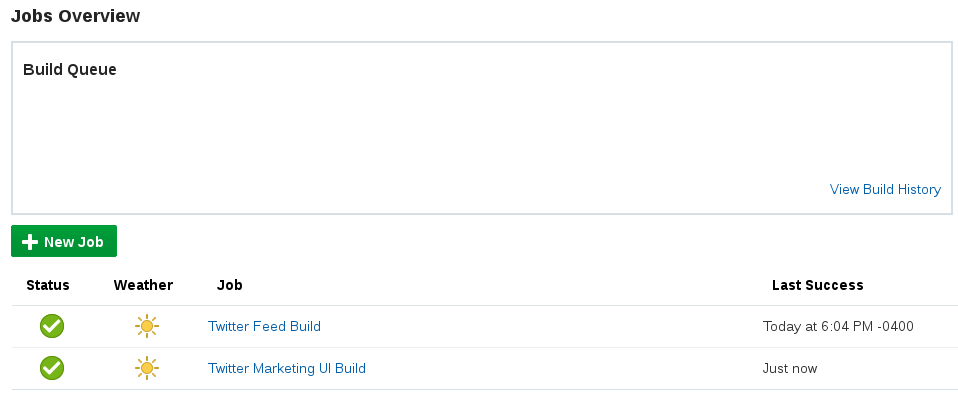 Jobs Overview
Build Queue
View Build History
New Job
Status Weather Job Last Success
Twitter Feed Build Today at 6:04 PM -0400
Twitter Marketing UI Build Just now